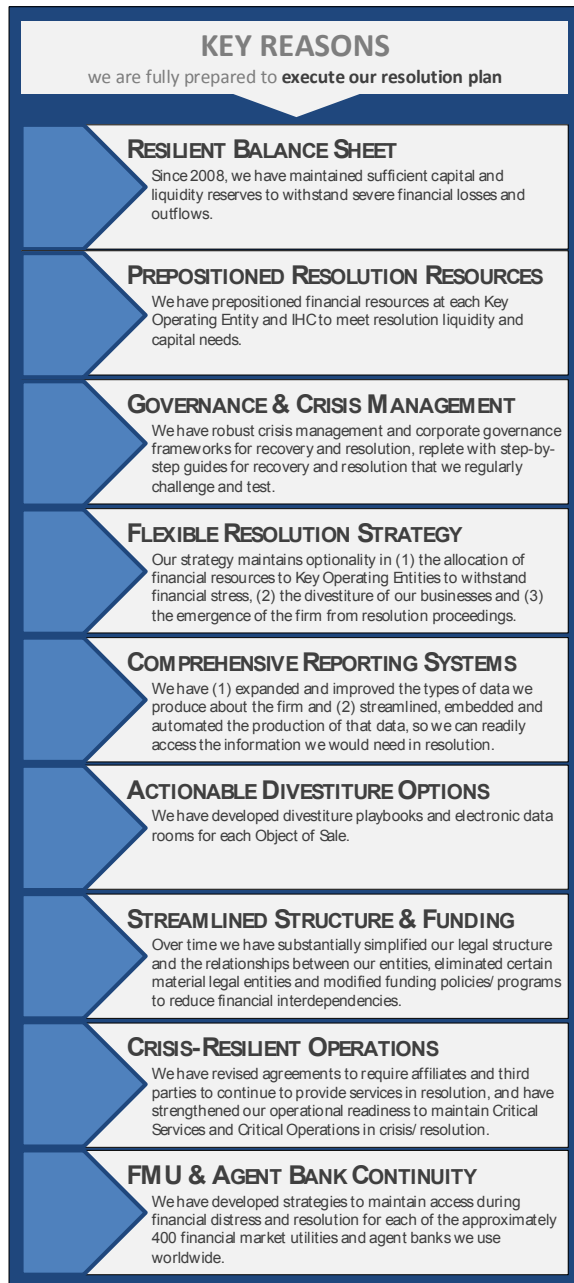 KEY REASONS
we are fully prepared to execute our resolution plan
RESILIENT BALANCE SHEET
Since 2008, we have maintained sufficient capital and
liquidity reserves to withstand severe financial losses and
outflows.
PREPOSITIONED RESOLUTION RESOURCES
We have prepositioned financial resources at each Key
Operating Entity and IHC to meet resolution liquidity and
capital needs.
GOVERNANCE & CRISIS MANAGEMENT
We have robust crisis management and corporate governance
frameworks for recovery and resolution, replete with step-by-
step guides for recovery and resolution that we regularly
challenge and test.
FLEXIBLE RESOLUTION STRATEGY
Our strategy maintains optionality in (1) the allocation of
financial resources to Key Operating Entities to withstand
financial stress, (2) the divestiture of our businesses and (3)
the emergence of the firm from resolution proceedings.
COMPREHENSIVE REPORTING SYSTEMS
We have (1) expanded and improved the types of data we
produce about the firm and (2) streamlined, embedded and
automated the production of that data, so we can readily
access the information we would need in resolution.
ACTIONABLE DIVESTITURE OPTIONS
We have developed divestiture playbooks and electronic data
rooms for each Object of Sale.
STREAMLINED STRUCTURE & FUNDING
Over time we have substantially simplified our legal structure
and the relationships between our entities, eliminated certain
material legal entities and modified funding policies/ programs
to reduce financial interdependencies.
CRISIS-RESILIENT OPERATIONS
We have revised agreements to require affiliates and third
parties to continue to provide services in resolution, and have
strengthened our operational readiness to maintain Critical
Services and Critical Operations in crisis/ resolution.
FMU & AGENT BANK CONTINUITY
We have developed strategies to maintain access during
financial distress and resolution for each of the approximately
400 financial market utilities and agent banks we use
worldwide.